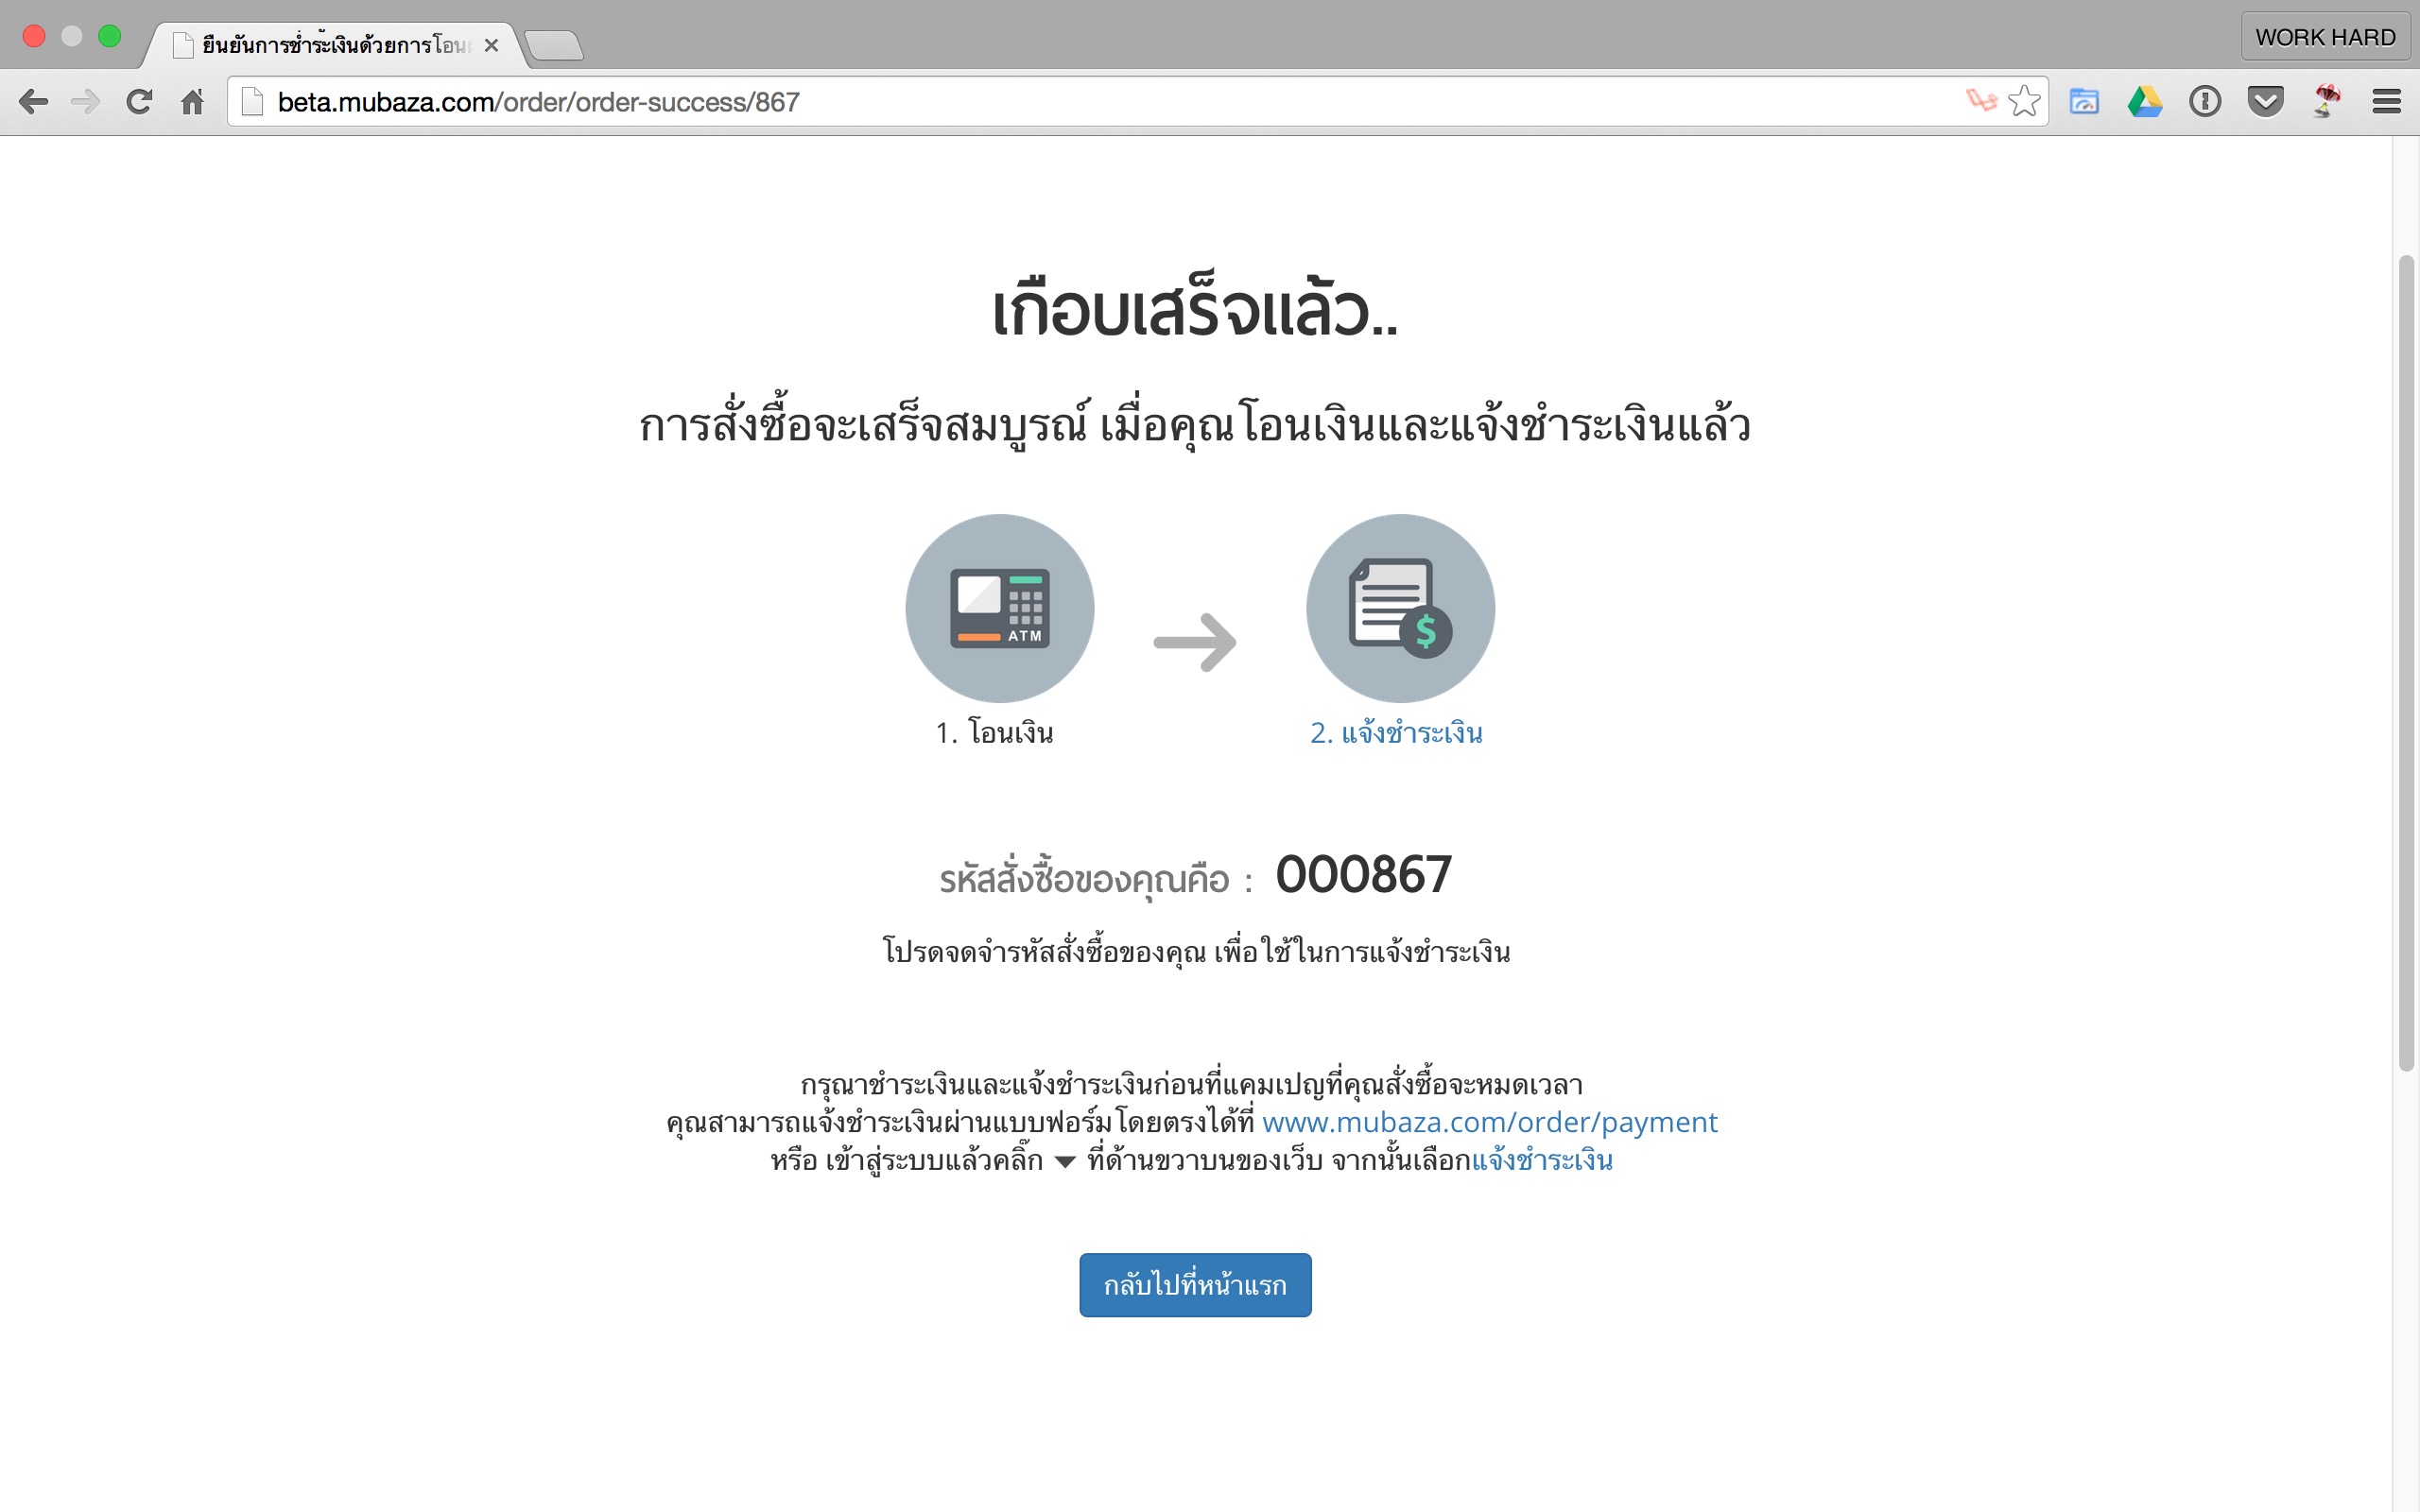 ยืนยันการชำระเงินด้วยการโอน
WORK HARD
beta.mubaza.com/order/order-success/867
เกือบเสร็จแล้ว..
การสั่งซื้อจะเสร็จสมบูรณ์ เมื่อคุณโอนเงินและแจ้งชำระเงินแล้ว
ATM
$
1. โอนเงิน
2. แจ้งชำระเงิน
รหัสสั่งซื้อของคุณคือ : 000867
โปรดจดจำรหัสสั่งซื้อของคุณ เพื่อใช้ในการแจ้งชำระเงิน
กรุณาชำระเงินและแจ้งชำระเงินก่อนที่แคมเปญที่คุณสั่งซื้อจะหมดเวลา
คุณสามารถแจ้งชำระเงินผ่านแบบฟอร์มโดยตรงได้ที่ www.mubaza.com/order/payment
หรือ เข้าสู่ระบบแล้วคลิ๊ก ที่ด้านขวาบนของเว็บ จากนั้นเลือกแจ้งชำระเงิน
กลับไปที่หน้าแรก